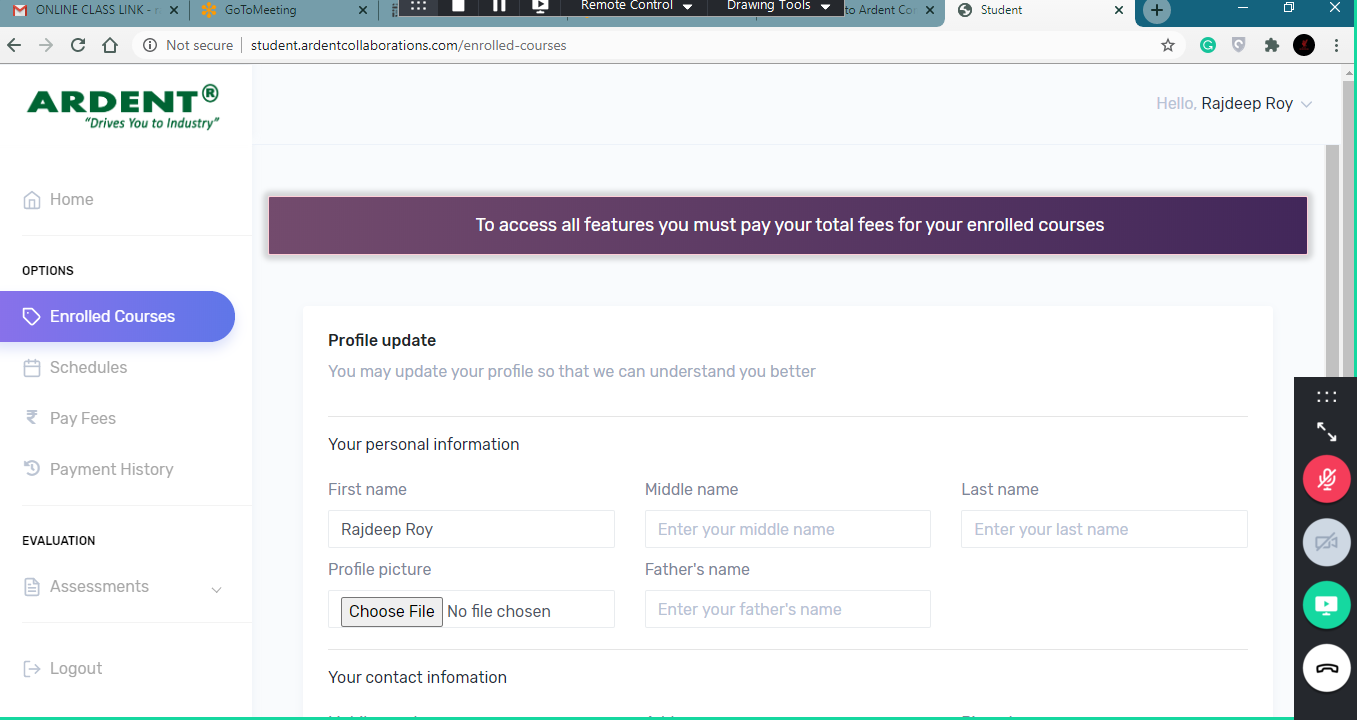 ONLINE CLASS LINK - r
GoToMeeting
Remote Control
Drawing Tools
to Ardent Co
Student
Not secure
student.ardentcollaborations.com/enrolled-courses
ARDENT®
"Drives You to Industry"
Hello, Rajdeep Roy
Home
OPTIONS
Enrolled Courses
Schedules
₹ Pay Fees
Payment History
EVALUATION
Assessments
Logout
To access all features you must pay your total fees for your enrolled courses
Profile update
You may update your profile so that we can understand you better
Your personal information
First name Middle name Last name
Rajdeep Roy Enter your middle name Enter your last name
Profile picture Father's name
Choose File No file chosen Enter your father's name
Your contact infomation